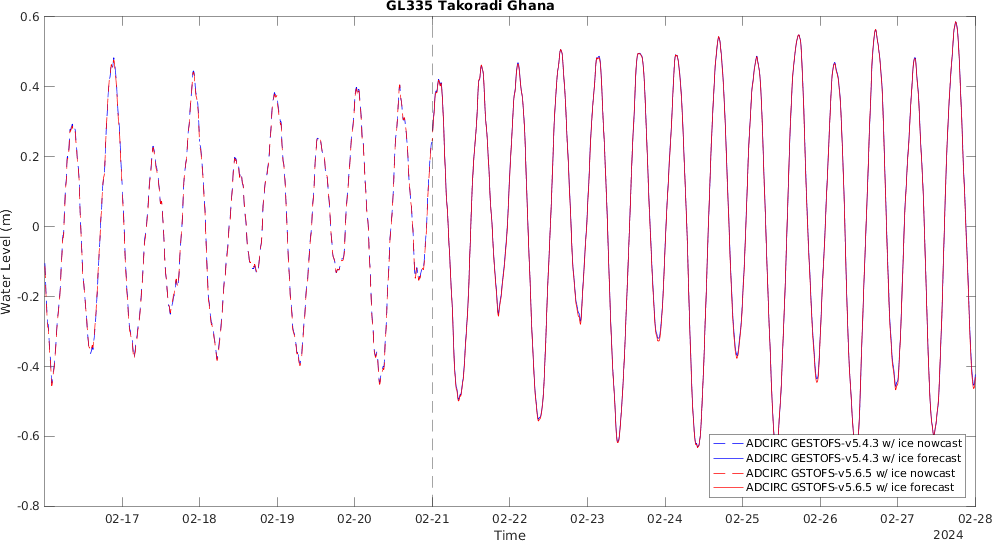 GL335 Takoradi Ghana
0.6
0.4
0.2
0
-0.2
-0.4
-0.6
-0.8
Water Level (m)
ADCIRC GESTOFS-v5.4.3 w/ ice nowcast
ADCIRC GESTOFS-v5.4.3 w/ ice forecast
ADCIRC GSTOFS-v5.6.5 w/ ice nowcast
ADCIRC GSTOFS-v5.6.5 w/ ice forecast
02-17 02-18 02-19 02-20 02-21 02-22 02-23 02-24 02-25 02-26 02-27 02-28
Time
2024